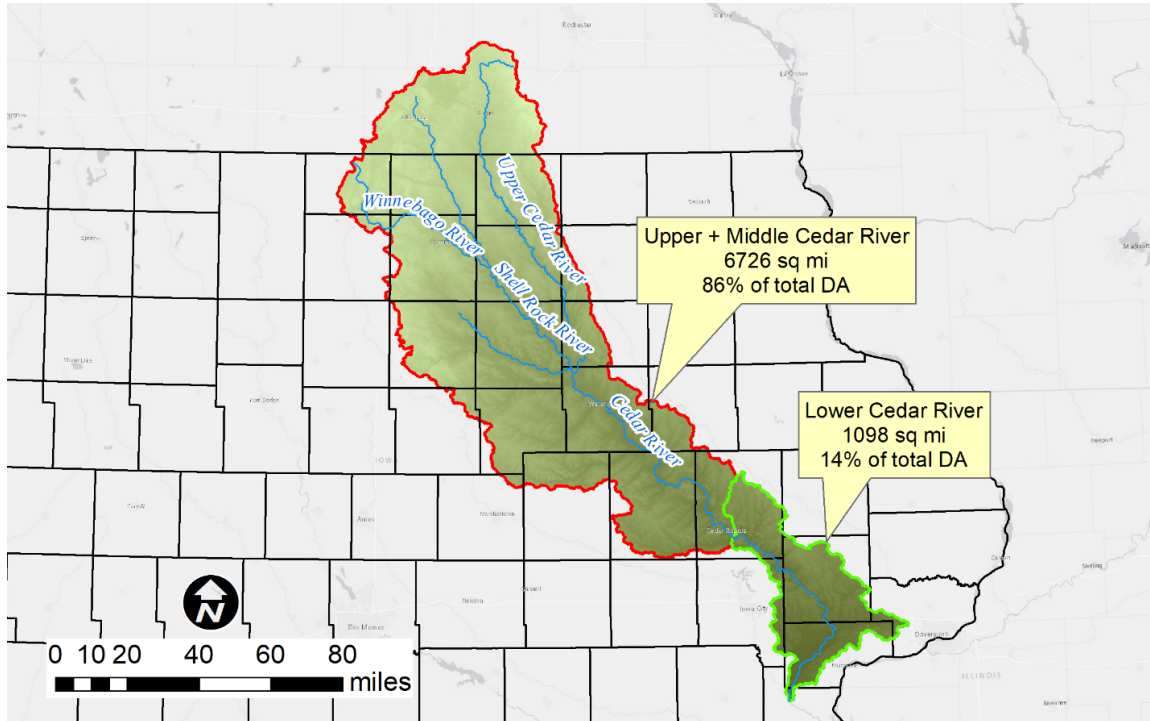 Rochester
La Crosse
Austin
Upper Cedar River
Winnebago River
Shell Rock River
Cedar River
Madison
Upper + Middle Cedar River
6726 sq mi
86% of total DA
Lower Cedar River
1098 sq mi
14% of total DA
Fort Dodge
IOWA
Ames
Cedar Rapids
Iowa City
Des Moines
Newton
Davenport
ILLINOIS
N
0 10 20 40 60 80
miles